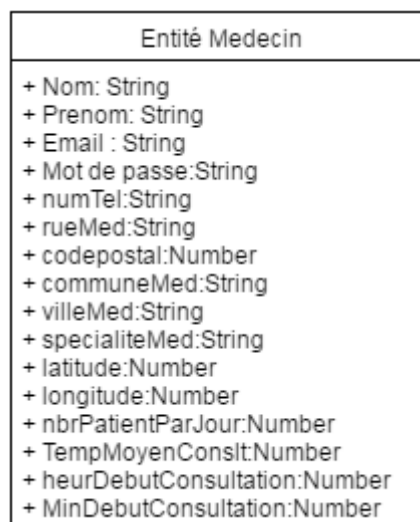 Entité Medecin
+ Nom: String
+ Prenom: String
+ Email : String
+ Mot de passe:String
+ numTel:String
+ rueMed:String
+ codepostal:Number
+ communeMed:String
+ villeMed:String
+ specialiteMed:String
+ latitude:Number
+ longitude:Number
+ nbrPatientParJour:Number
+ TempMoyenConslt:Number
+ heurDebutConsultation:Number
+ MinDebutConsultation:Number